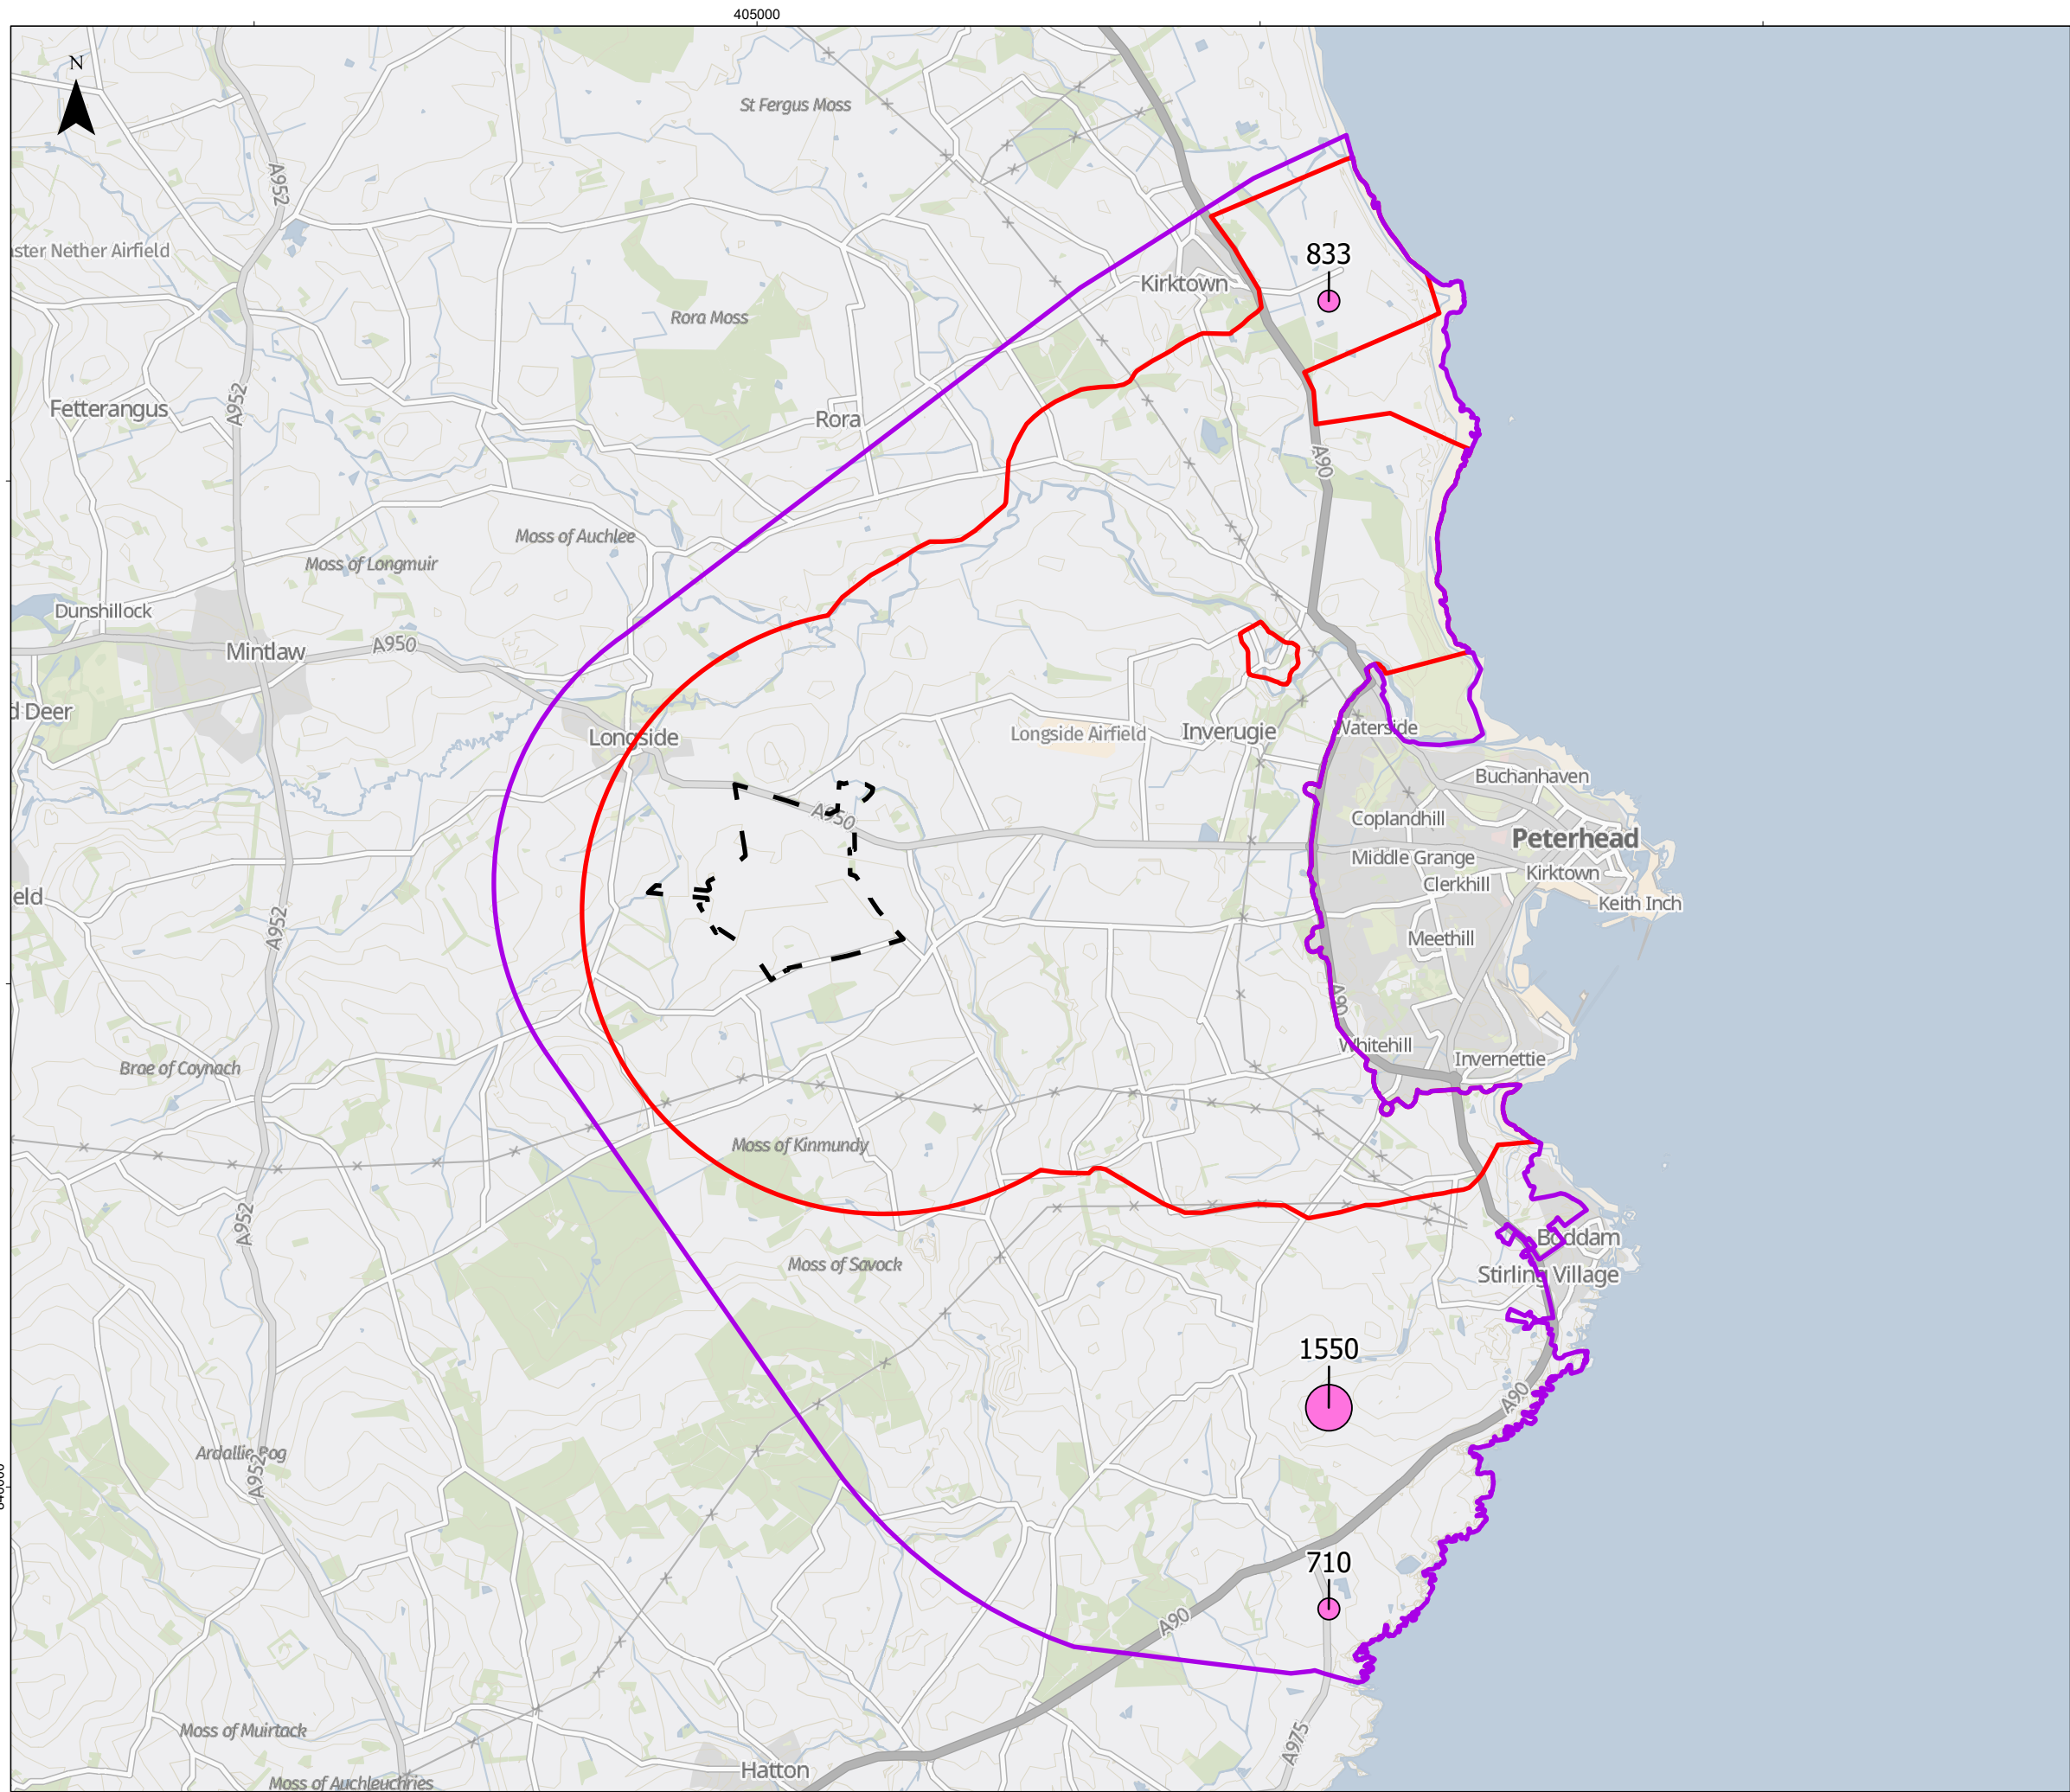 405000
N
St Fergus Moss
A952
aster Nether Airfield
833
Kirktown
Rora Moss
A952
Fetterangus
Rora
A90
Moss of Auchlee
Moss of Longmuir
Dunshillock
Mintlaw
A950
d Deer
Longside
Longside Airfield
Inverugie
Waterside
Buchanhaven
A950
Coplandhill
Peterhead
Middle Grange
Kirktown
Clerkhill
eld
Keith Inch
A952
Meethill
A90
Whitehill
Invernettie
Brae of Coynach
Moss of Kinmundy
A952
Boddam
Moss of Savock
Stirling Village
1550
A90
Ardallie Bog
A952
710
A90
Moss of Muirtack
A975
Hatton
Moss of Auchleuchries